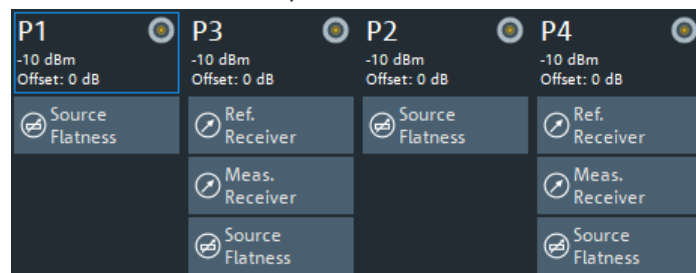 P1
-10 dBm
Offset: 0 dB
Source
Flatness
P3
-10 dBm
Offset: 0 dB
Ref.
Receiver
Meas.
Receiver
Source
Flatness
P2
-10 dBm
Offset: 0 dB
Source
Flatness
P4
-10 dBm
Offset: 0 dB
Ref.
Receiver
Meas.
Receiver
Source
Flatness